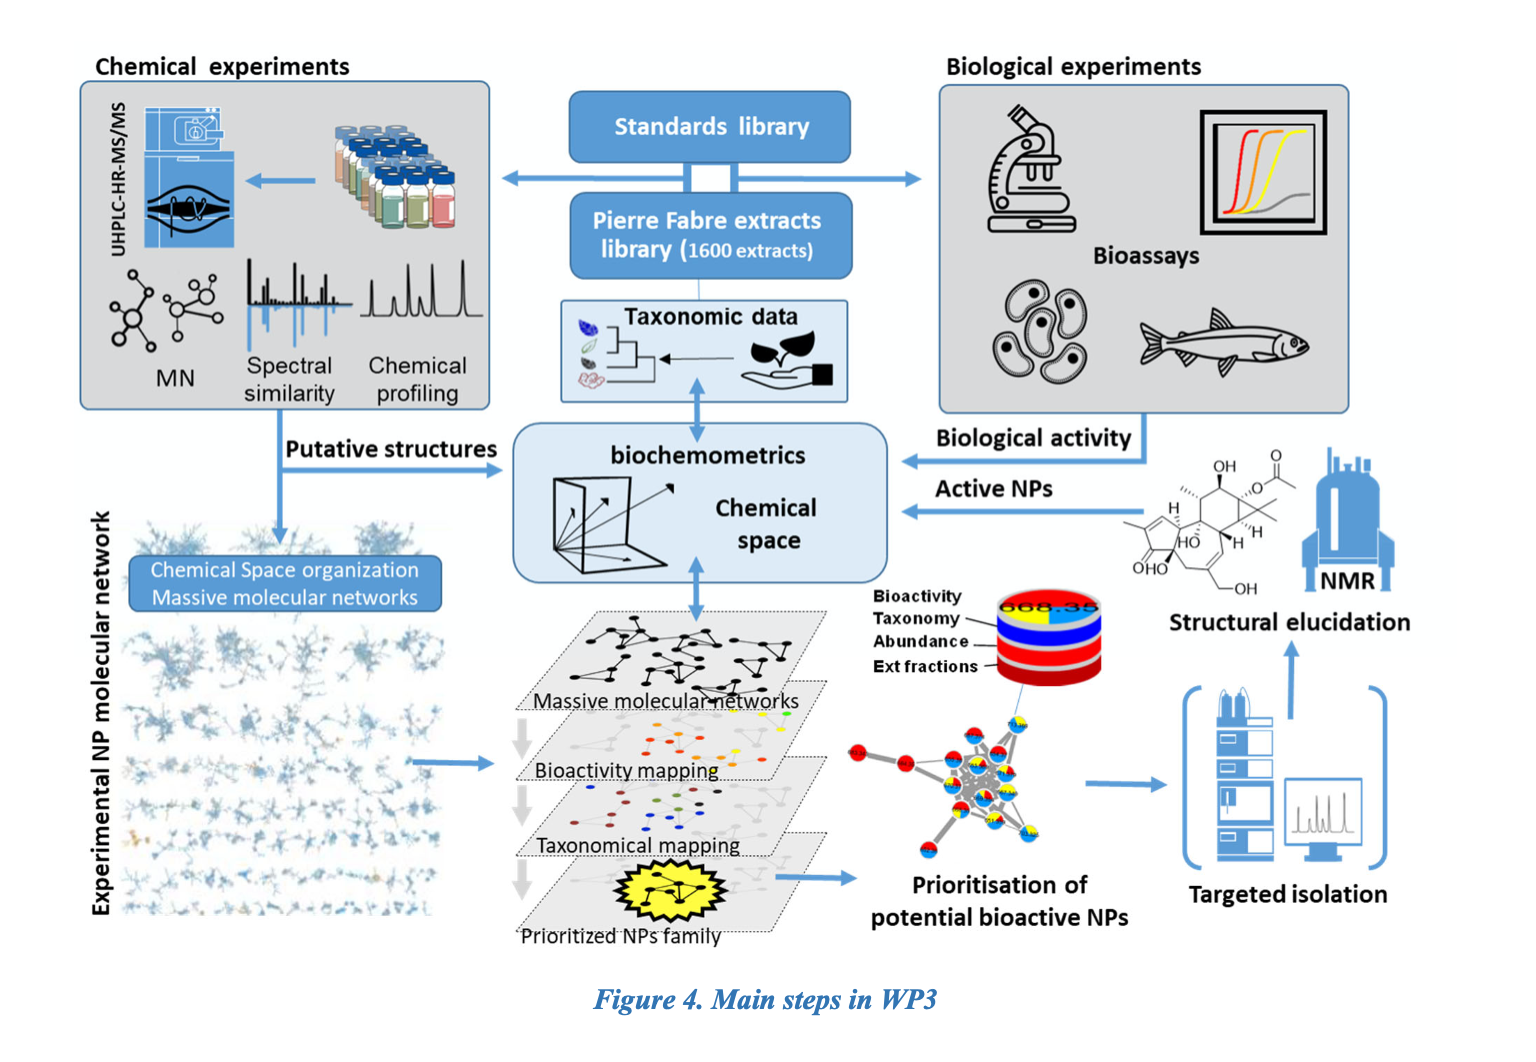 Chemical experiments
UHPLC-HR-MS/MS
MN
Spectral
similarity
Chemical
profiling
Standards library
Pierre Fabre extracts
library (1600 extracts)
Taxonomic data
Biological experiments
Bioassays
Putative structures
biochemometrics
Chemical
space
Biological activity
Active NPs
OH
O
O
H
HO
H
H
O
HO
OH
NMR
Structural elucidation
Experimental NP molecular network
Chemical Space organization
Massive molecular networks
Massive molecular networks
Bioactivity mapping
Taxonomical mapping
Prioritized NPs family
Bioactivity
Taxonomy
Abundance
Ext fractions
668.35
Prioritisation of
potential bioactive NPs
Targeted isolation
Figure 4. Main steps in WP3